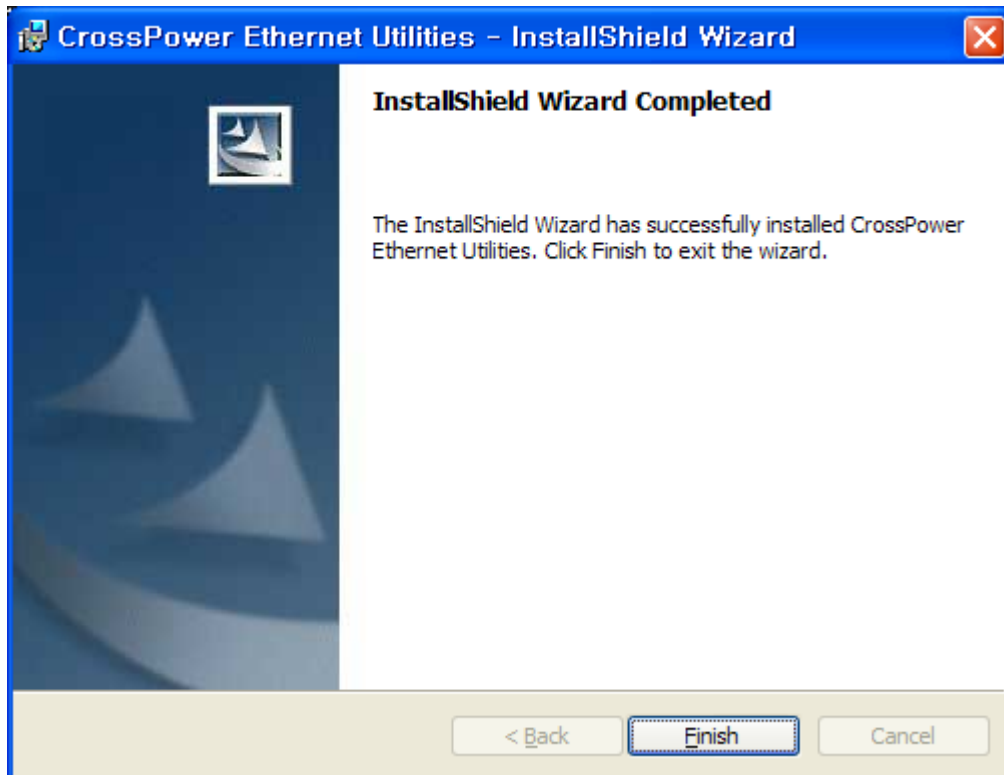 CrossPower Ethernet Utilities - InstallShield Wizard
InstallShield Wizard Completed
The InstallShield Wizard has successfully installed CrossPower
Ethernet Utilities. Click Finish to exit the wizard.
< Back
Finish
Cancel